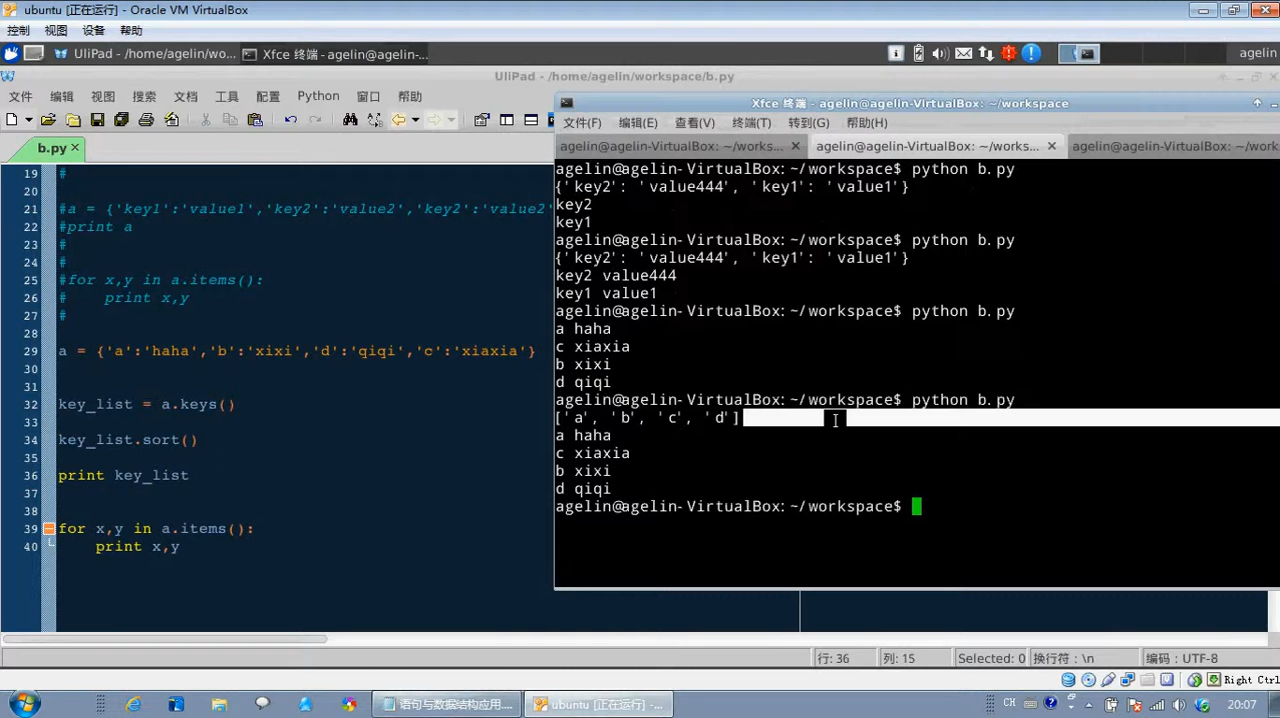 ubuntu [正在运行] - Oracle VM VirtualBox
控制 视图 设备 帮助
UliPad - /home/agelin/wo... Xfce 终端 - agelin@agelin-... agelin
UliPad - /home/agelin/workspace/b.py
文件 编辑 视图 搜索 文档 工具 配置 Python 窗口 帮助
b.py
19 #
20
21 #a = {'key1':'value1','key2':'value2','key2':'value2'
22 #print a
23 #
24 #
25 #for x,y in a.items():
26 #    print x,y
27 #
28
29 a = {'a':'haha','b':'xixi','d':'qiqi','c':'xiaxia'}
30
31
32 key_list = a.keys()
33
34 key_list.sort()
35
36 print key_list
37
38
39 for x,y in a.items():
40     print x,y
Xfce 终端 - agelin@agelin-VirtualBox: ~/workspace
文件(F) 编辑(E) 查看(V) 终端(T) 转到(G) 帮助(H)
agelin@agelin-VirtualBox: ~/works... agelin@agelin-VirtualBox: ~/works... agelin@agelin-VirtualBox: ~/work
agelin@agelin-VirtualBox:~/workspace$ python b.py
{'key2': 'value444', 'key1': 'value1'}
key2
key1
agelin@agelin-VirtualBox:~/workspace$ python b.py
{'key2': 'value444', 'key1': 'value1'}
key2 value444
key1 value1
agelin@agelin-VirtualBox:~/workspace$ python b.py
a haha
c xiaxia
b xixi
d qiqi
agelin@agelin-VirtualBox:~/workspace$ python b.py
['a', 'b', 'c', 'd']
a haha
c xiaxia
b xixi
d qiqi
agelin@agelin-VirtualBox:~/workspace$
行: 36 列: 15 Selected: 0 换行符: \n 编码: UTF-8
Right Ctrl
语句与数据结构应用.... ubuntu [正在运行] -... CH 20:07